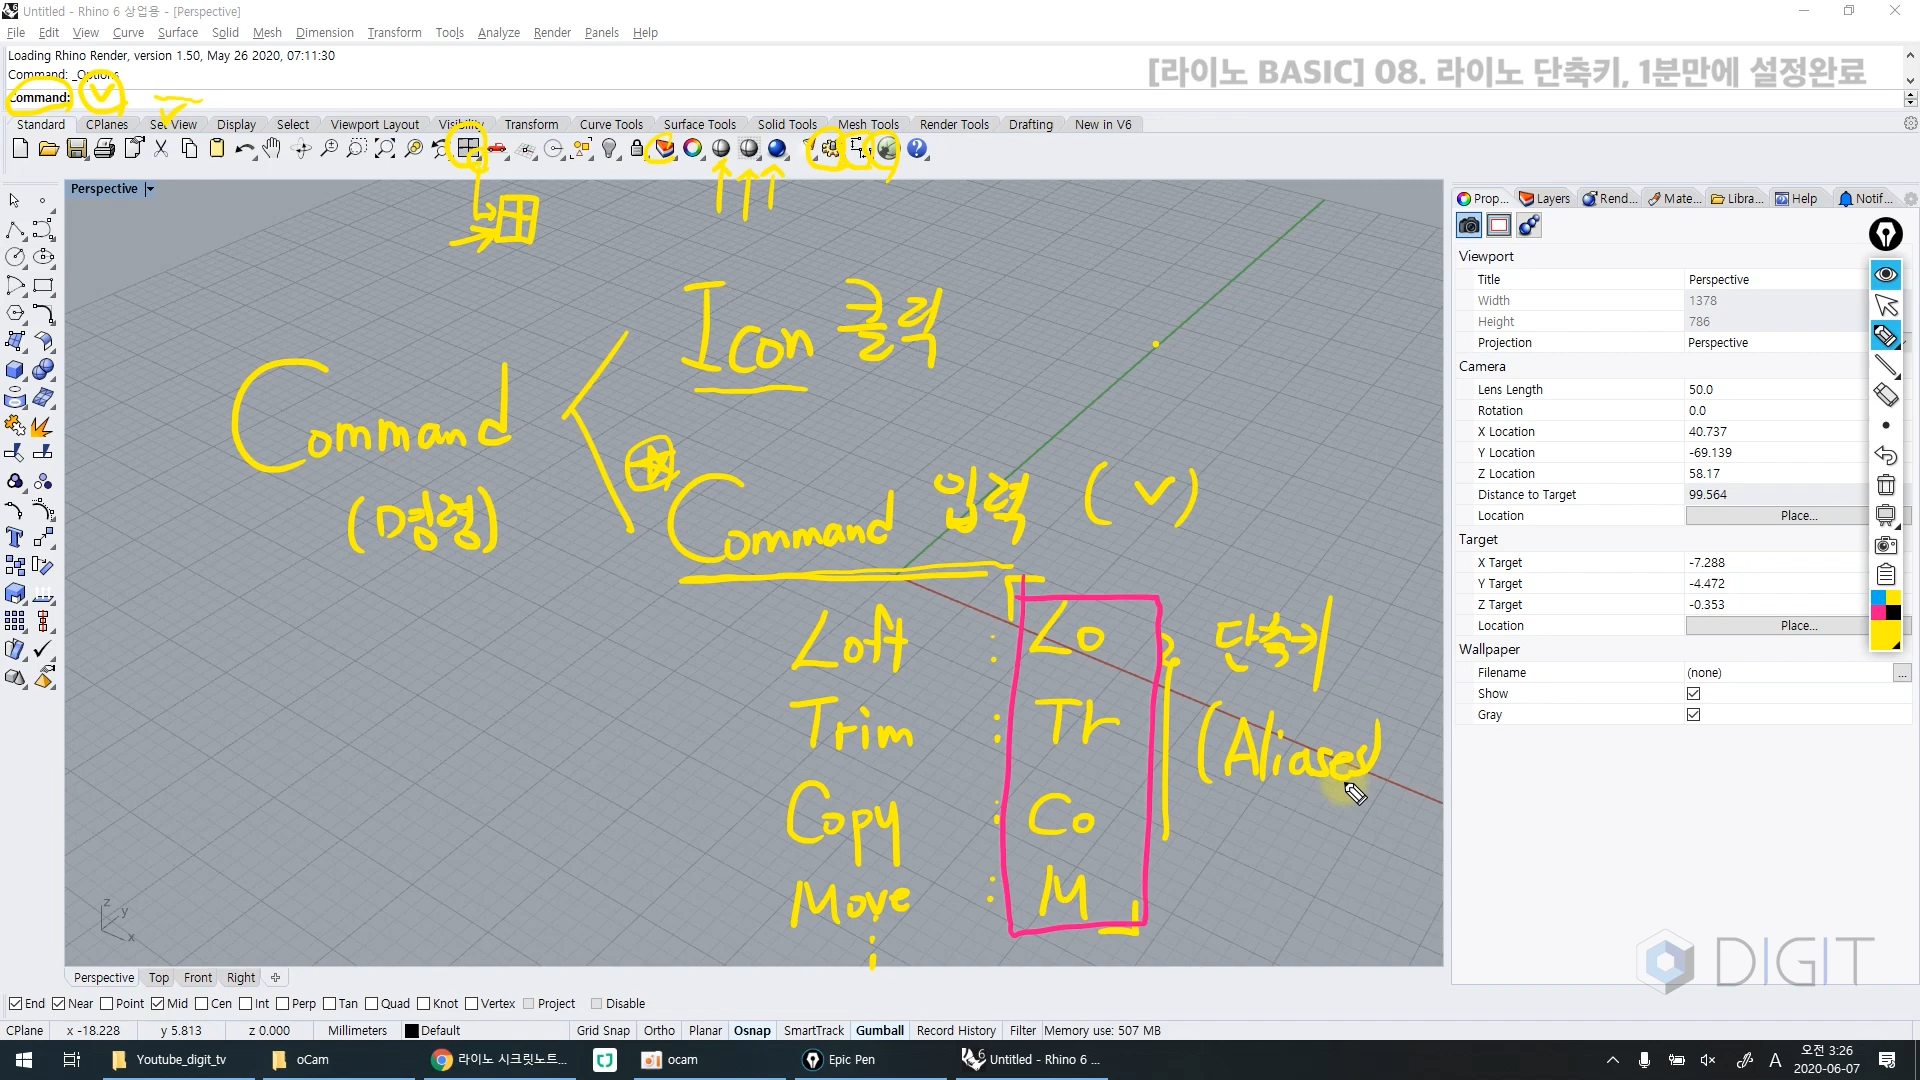 Untitled - Rhino 6 상업용 - [Perspective]
File Edit View Curve Surface Solid Mesh Dimension Transform Tools Analyze Render Panels Help
Loading Rhino Render, version 1.50, May 26 2020, 07:11:30
Command: _Options
Command:
[라이노 BASIC] 08. 라이노 단축키, 1분만에 설정완료
Standard CPlanes Set View Display Select Viewport Layout Visibility Transform Curve Tools Surface Tools Solid Tools Mesh Tools Render Tools Drafting New in V6
Perspective
Prop... Layers Rend... Mate... Libra... Help Notif...
Viewport
Title Perspective
Width 1378
Height 786
Projection Perspective
Camera
Lens Length 50.0
Rotation 0.0
X Location 40.737
Y Location -69.139
Z Location 58.17
Distance to Target 99.564
Location Place...
Target
X Target -7.288
Y Target -4.472
Z Target -0.353
Location Place...
Wallpaper
Filename (none) ...
Show
Gray
Icon 클릭
Command
(명령)
Command 입력 (v)
Loft : Lo
Trim : Tr
Copy : Co
Move : M
단축키
(Aliases
z y x
DIGIT
Perspective Top Front Right
End Near Point Mid Cen Int Perp Tan Quad Knot Vertex Project Disable
CPlane x -18.228 y 5.813 z 0.000 Millimeters Default Grid Snap Ortho Planar Osnap SmartTrack Gumball Record History Filter Memory use: 507 MB
Youtube_digit_tv oCam 라이노 시크릿노트... ocam Epic Pen Untitled - Rhino 6 ... A 오전 3:26
2020-06-07